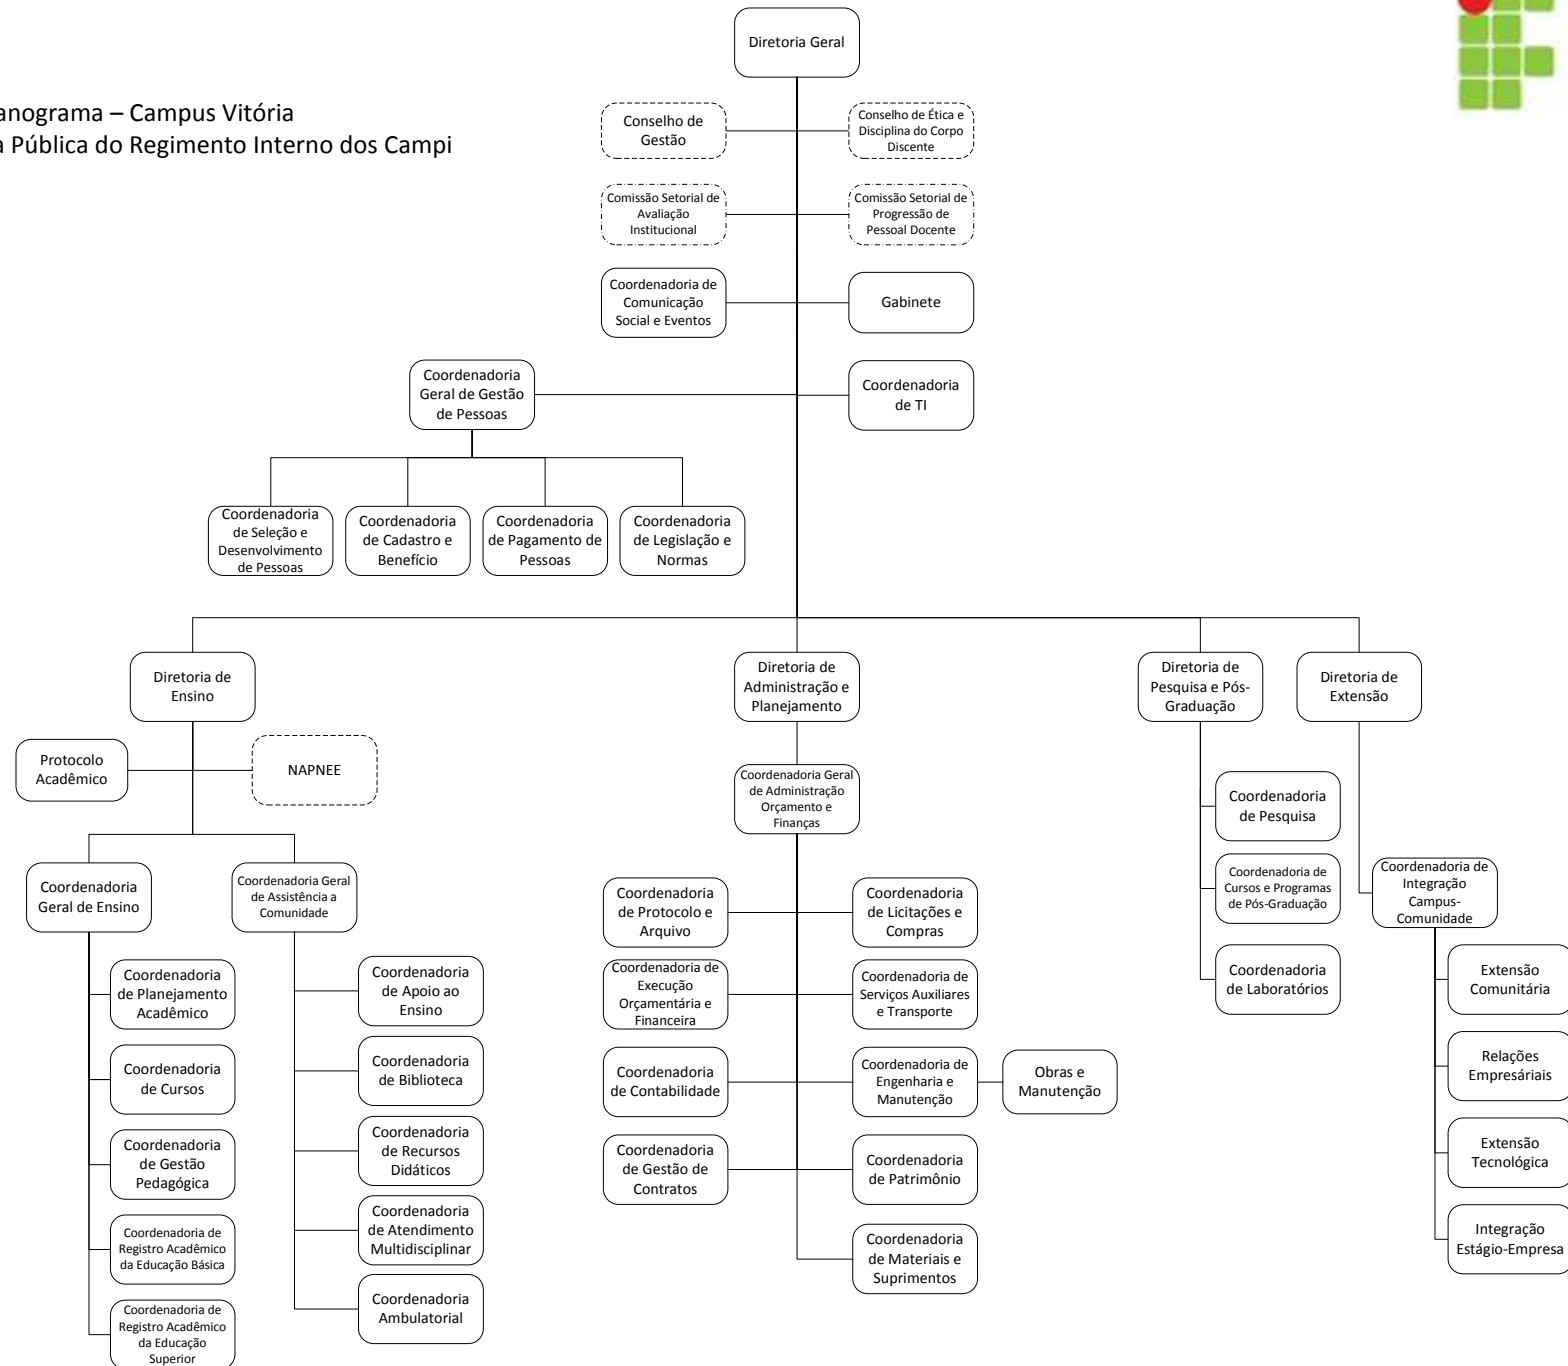 Diretoria Geral
anograma – Campus Vitória
a Pública do Regimento Interno dos Campi
Conselho de
Gestão
Conselho de Ética e
Disciplina do Corpo
Discente
Comissão Setorial de
Avaliação
Institucional
Comissão Setorial de
Progressão de
Pessoal Docente
Coordenadoria de
Comunicação
Social e Eventos
Gabinete
Coordenadoria
Geral de Gestão
de Pessoas
Coordenadoria
de TI
Coordenadoria
de Seleção e
Desenvolvimento
de Pessoas
Coordenadoria
de Cadastro e
Benefício
Coordenadoria
de Pagamento de
Pessoas
Coordenadoria
de Legislação e
Normas
Diretoria de
Ensino
Diretoria de
Administração e
Planejamento
Diretoria de
Pesquisa e Pós-
Graduação
Diretoria de
Extensão
Protocolo
Acadêmico
NAPNEE
Coordenadoria Geral
de Administração
Orçamento e
Finanças
Coordenadoria
Geral de Ensino
Coordenadoria Geral
de Assistência a
Comunidade
Coordenadoria
de Planejamento
Acadêmico
Coordenadoria
de Cursos
Coordenadoria
de Gestão
Pedagógica
Coordenadoria de
Registro Acadêmico
da Educação Básica
Coordenadoria de
Registro Acadêmico
da Educação
Superior
Coordenadoria
de Apoio ao
Ensino
Coordenadoria
de Biblioteca
Coordenadoria
de Recursos
Didáticos
Coordenadoria
de Atendimento
Multidisciplinar
Coordenadoria
Ambulatorial
Coordenadoria
de Protocolo e
Arquivo
Coordenadoria
de Licitações e
Compras
Coordenadoria de
Execução
Orçamentária e
Financeira
Coordenadoria de
Serviços Auxiliares
e Transporte
Coordenadoria
de Contabilidade
Coordenadoria de
Engenharia e
Manutenção
Obras e
Manutenção
Coordenadoria
de Gestão de
Contratos
Coordenadoria
de Patrimônio
Coordenadoria
de Materiais e
Suprimentos
Coordenadoria
de Pesquisa
Coordenadoria de
Cursos e Programas
de Pós-Graduação
Coordenadoria
de Laboratórios
Coordenadoria de
Integração
Campus-
Comunidade
Extensão
Comunitária
Relações
Empresáriais
Extensão
Tecnológica
Integração
Estágio-Empresa